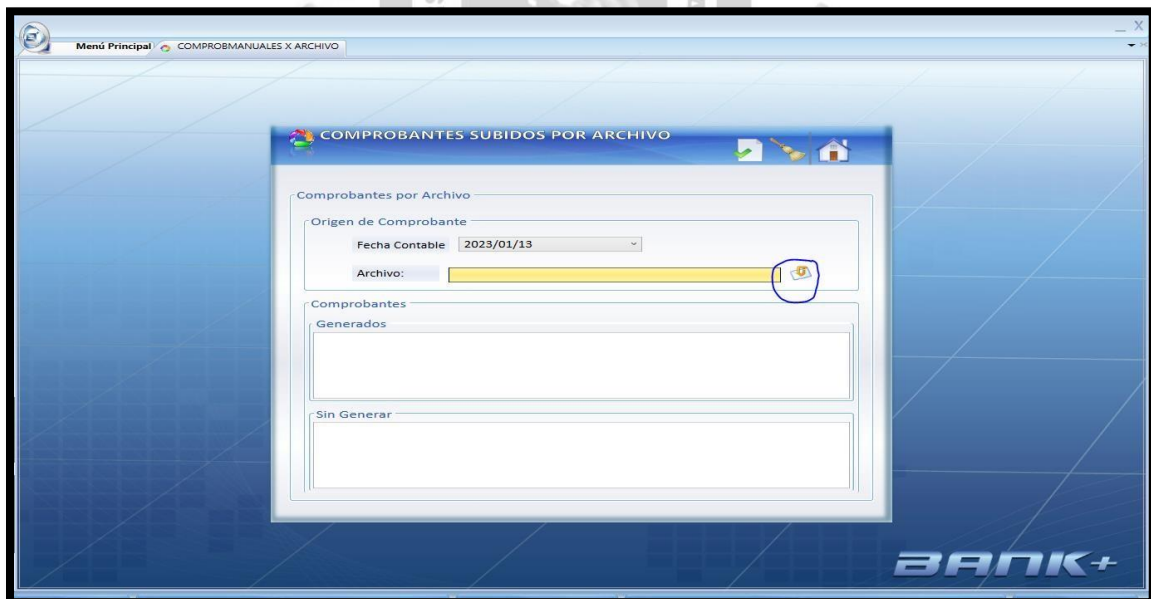 Menú Principal COMPROBMANUALES X ARCHIVO
COMPROBANTES SUBIDOS POR ARCHIVO
Comprobantes por Archivo
Origen de Comprobante
Fecha Contable 2023/01/13
Archivo:
Comprobantes
Generados
Sin Generar
BANK+